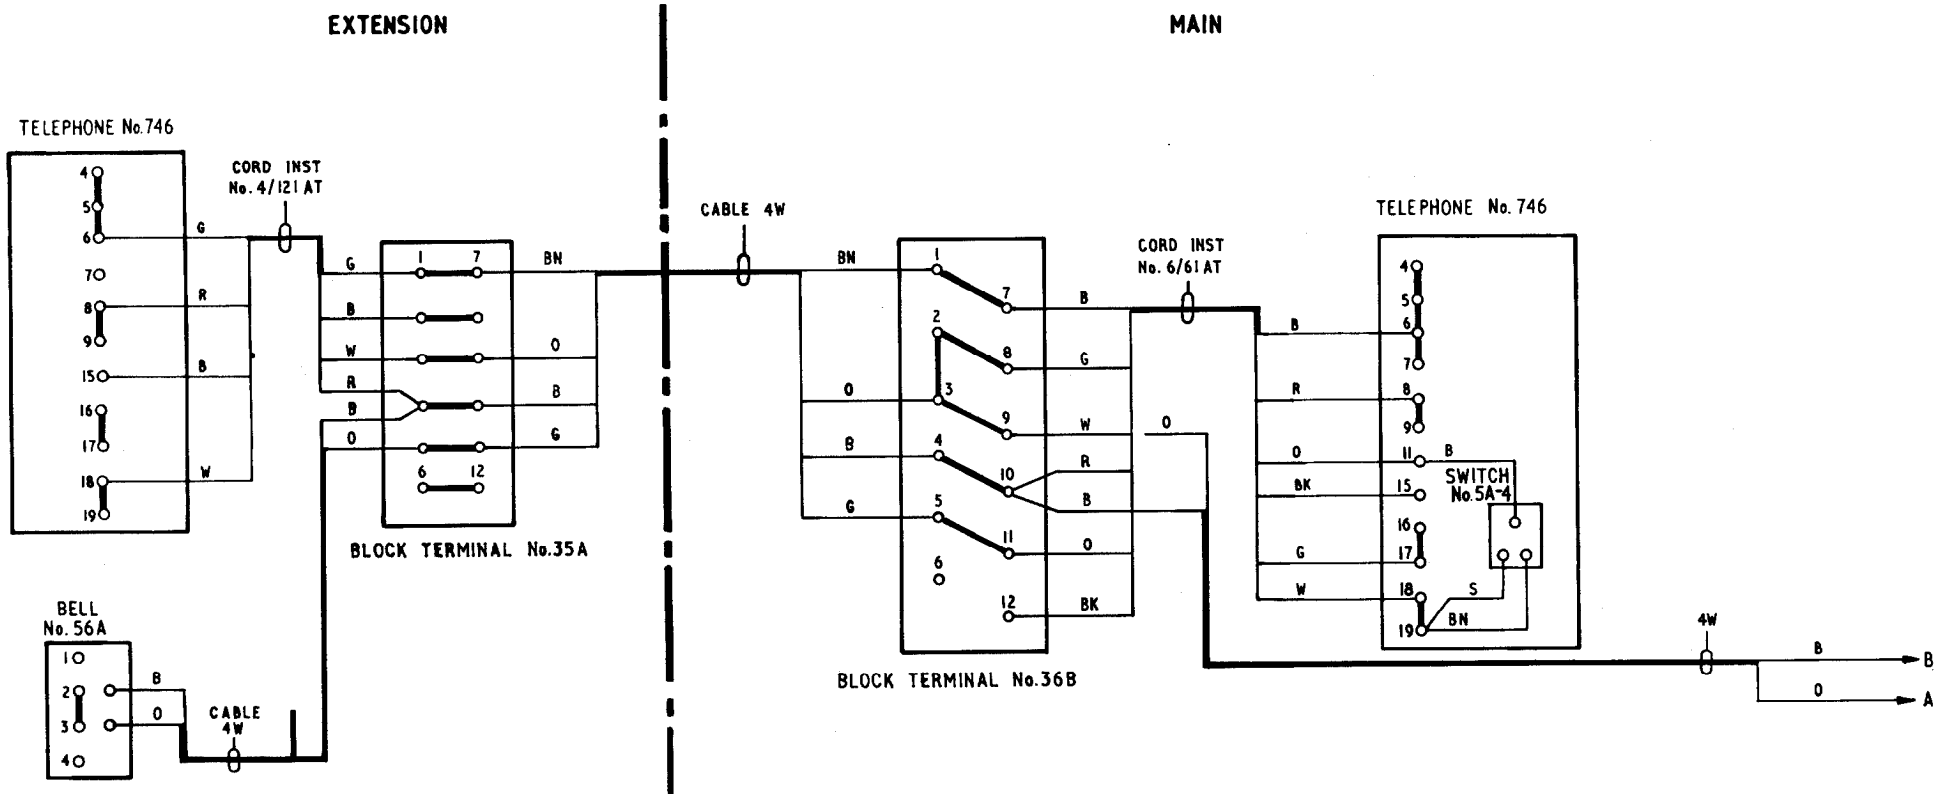 EXTENSION
MAIN
TELEPHONE No.746
4
5
6
7
8
9
15
16
17
18
19
G
R
B
W
CORD INST
No. 4/121 AT
G
B
W
R
B
O
1 7
6 12
BN
O
B
G
BLOCK TERMINAL No.35A
BELL
No. 56A
1
2
3
4
B
O
CABLE
4W
CABLE 4W
BN
O
B
G
1
2
3
4
5
6
7
8
9
10
11
12
BLOCK TERMINAL No.36B
B
G
W
R
B
O
BK
O
CORD INST
No. 6/61 AT
B
R
O
BK
G
W
TELEPHONE No. 746
4
5
6
7
8
9
11
15
16
17
18
19
B
SWITCH
No.5A-4
S
BN
4W
B
O
B
A